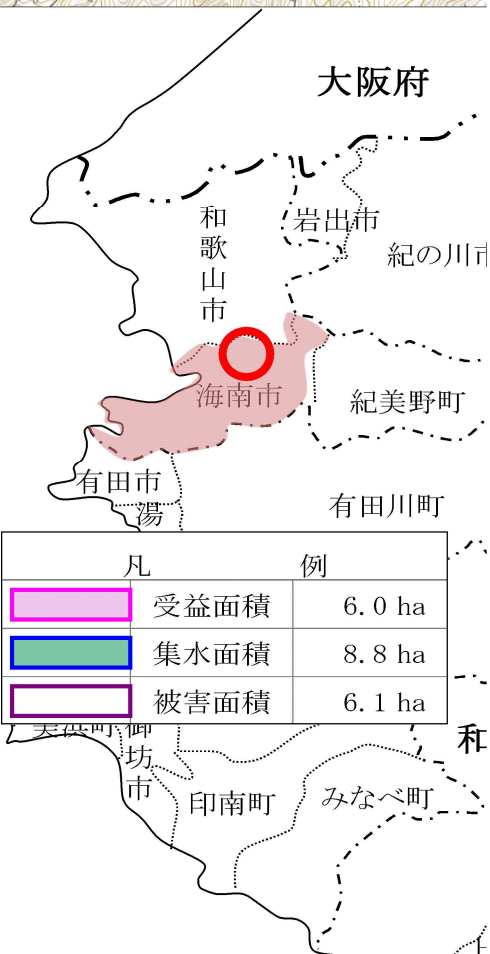 大阪府
和歌山市
岩出市
紀の川市
海南市
紀美野町
有田市
有田川町
湯
凡 例
受益面積 6.0 ha
集水面積 8.8 ha
被害面積 6.1 ha
美浜町
御坊市
和
印南町
みなべ町